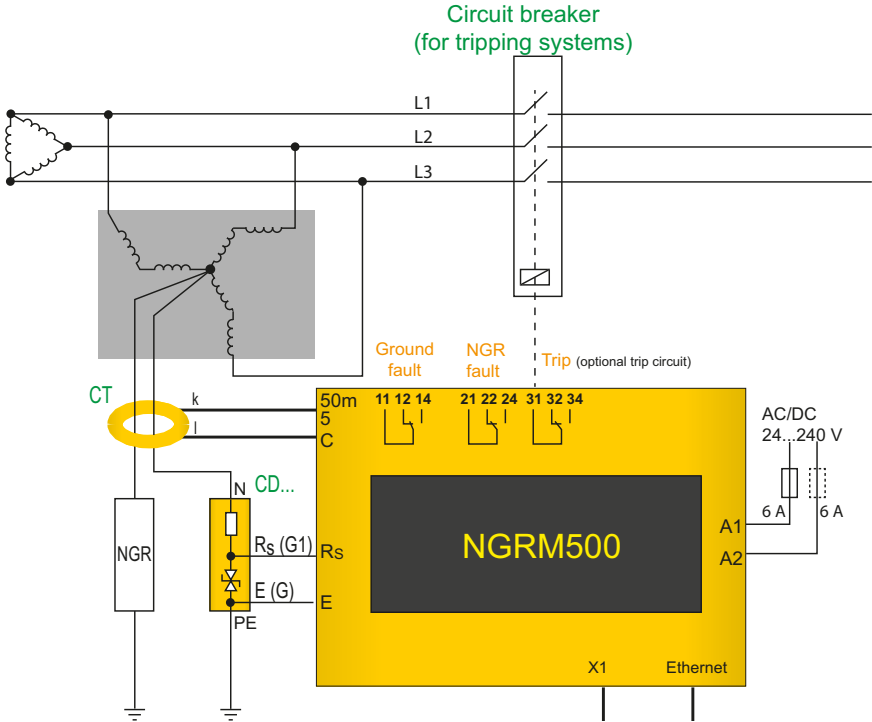 Circuit breaker
(for tripping systems)
L1
L2
L3
Ground
fault
NGR
fault
Trip (optional trip circuit)
CT
k
l
50m
5
C
11 12 14
21 22 24
31 32 34
AC/DC
24...240 V
6 A
6 A
N
CD...
NGR
RS (G1)
RS
E (G)
E
PE
NGRM500
A1
A2
X1
Ethernet